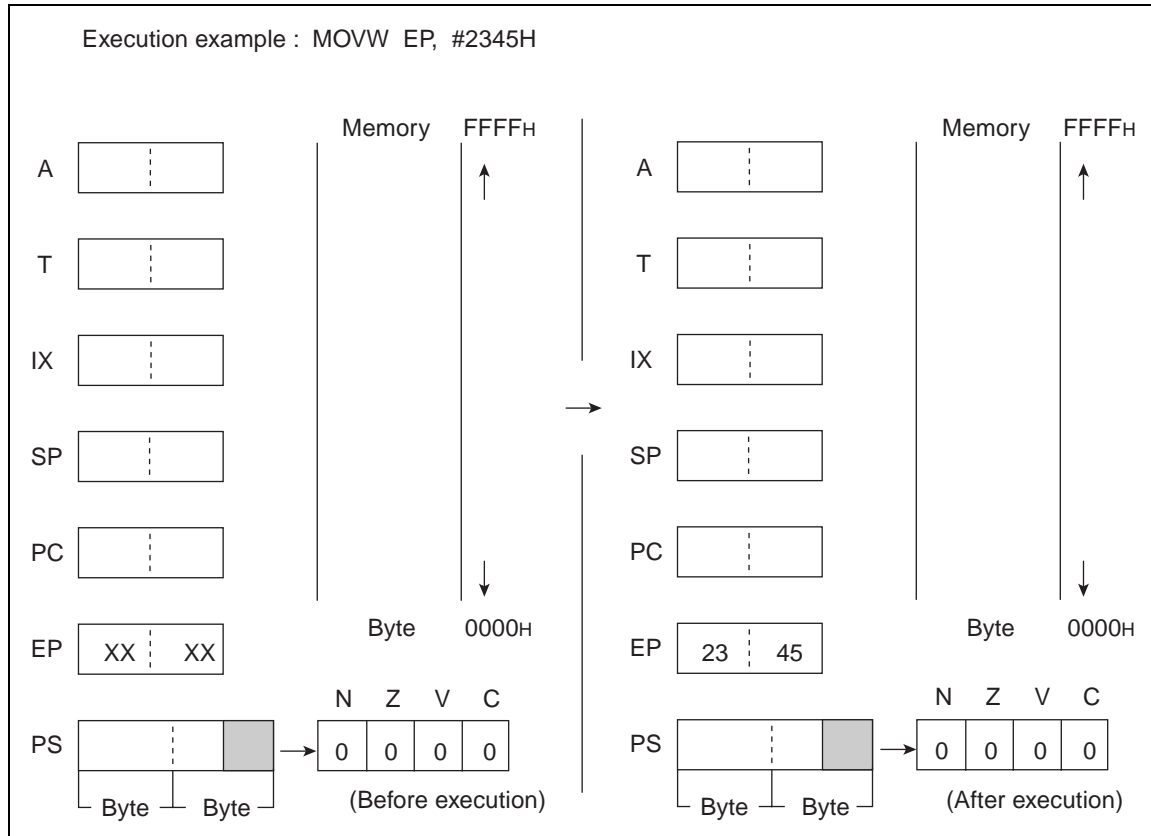 Execution example : MOVW EP, #2345H
Memory FFFFH
A
T
IX
SP
PC
EP XX XX
Byte 0000H
N Z V C
PS
0 0 0 0
Byte Byte
(Before execution)
Memory FFFFH
A
T
IX
SP
PC
EP 23 45
Byte 0000H
N Z V C
PS
0 0 0 0
Byte Byte
(After execution)